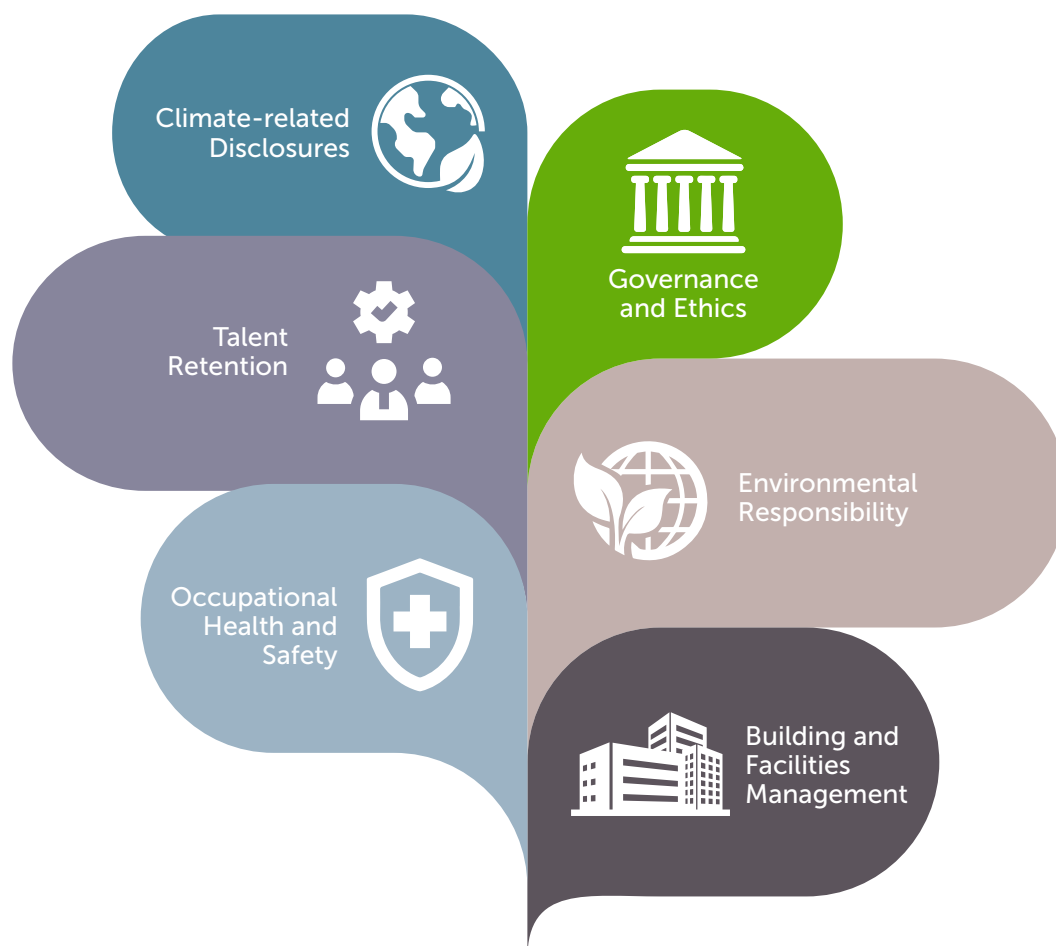 Climate-related
Disclosures
Governance
and Ethics
Talent
Retention
Environmental
Responsibility
Occupational
Health and
Safety
Building and
Facilities
Management